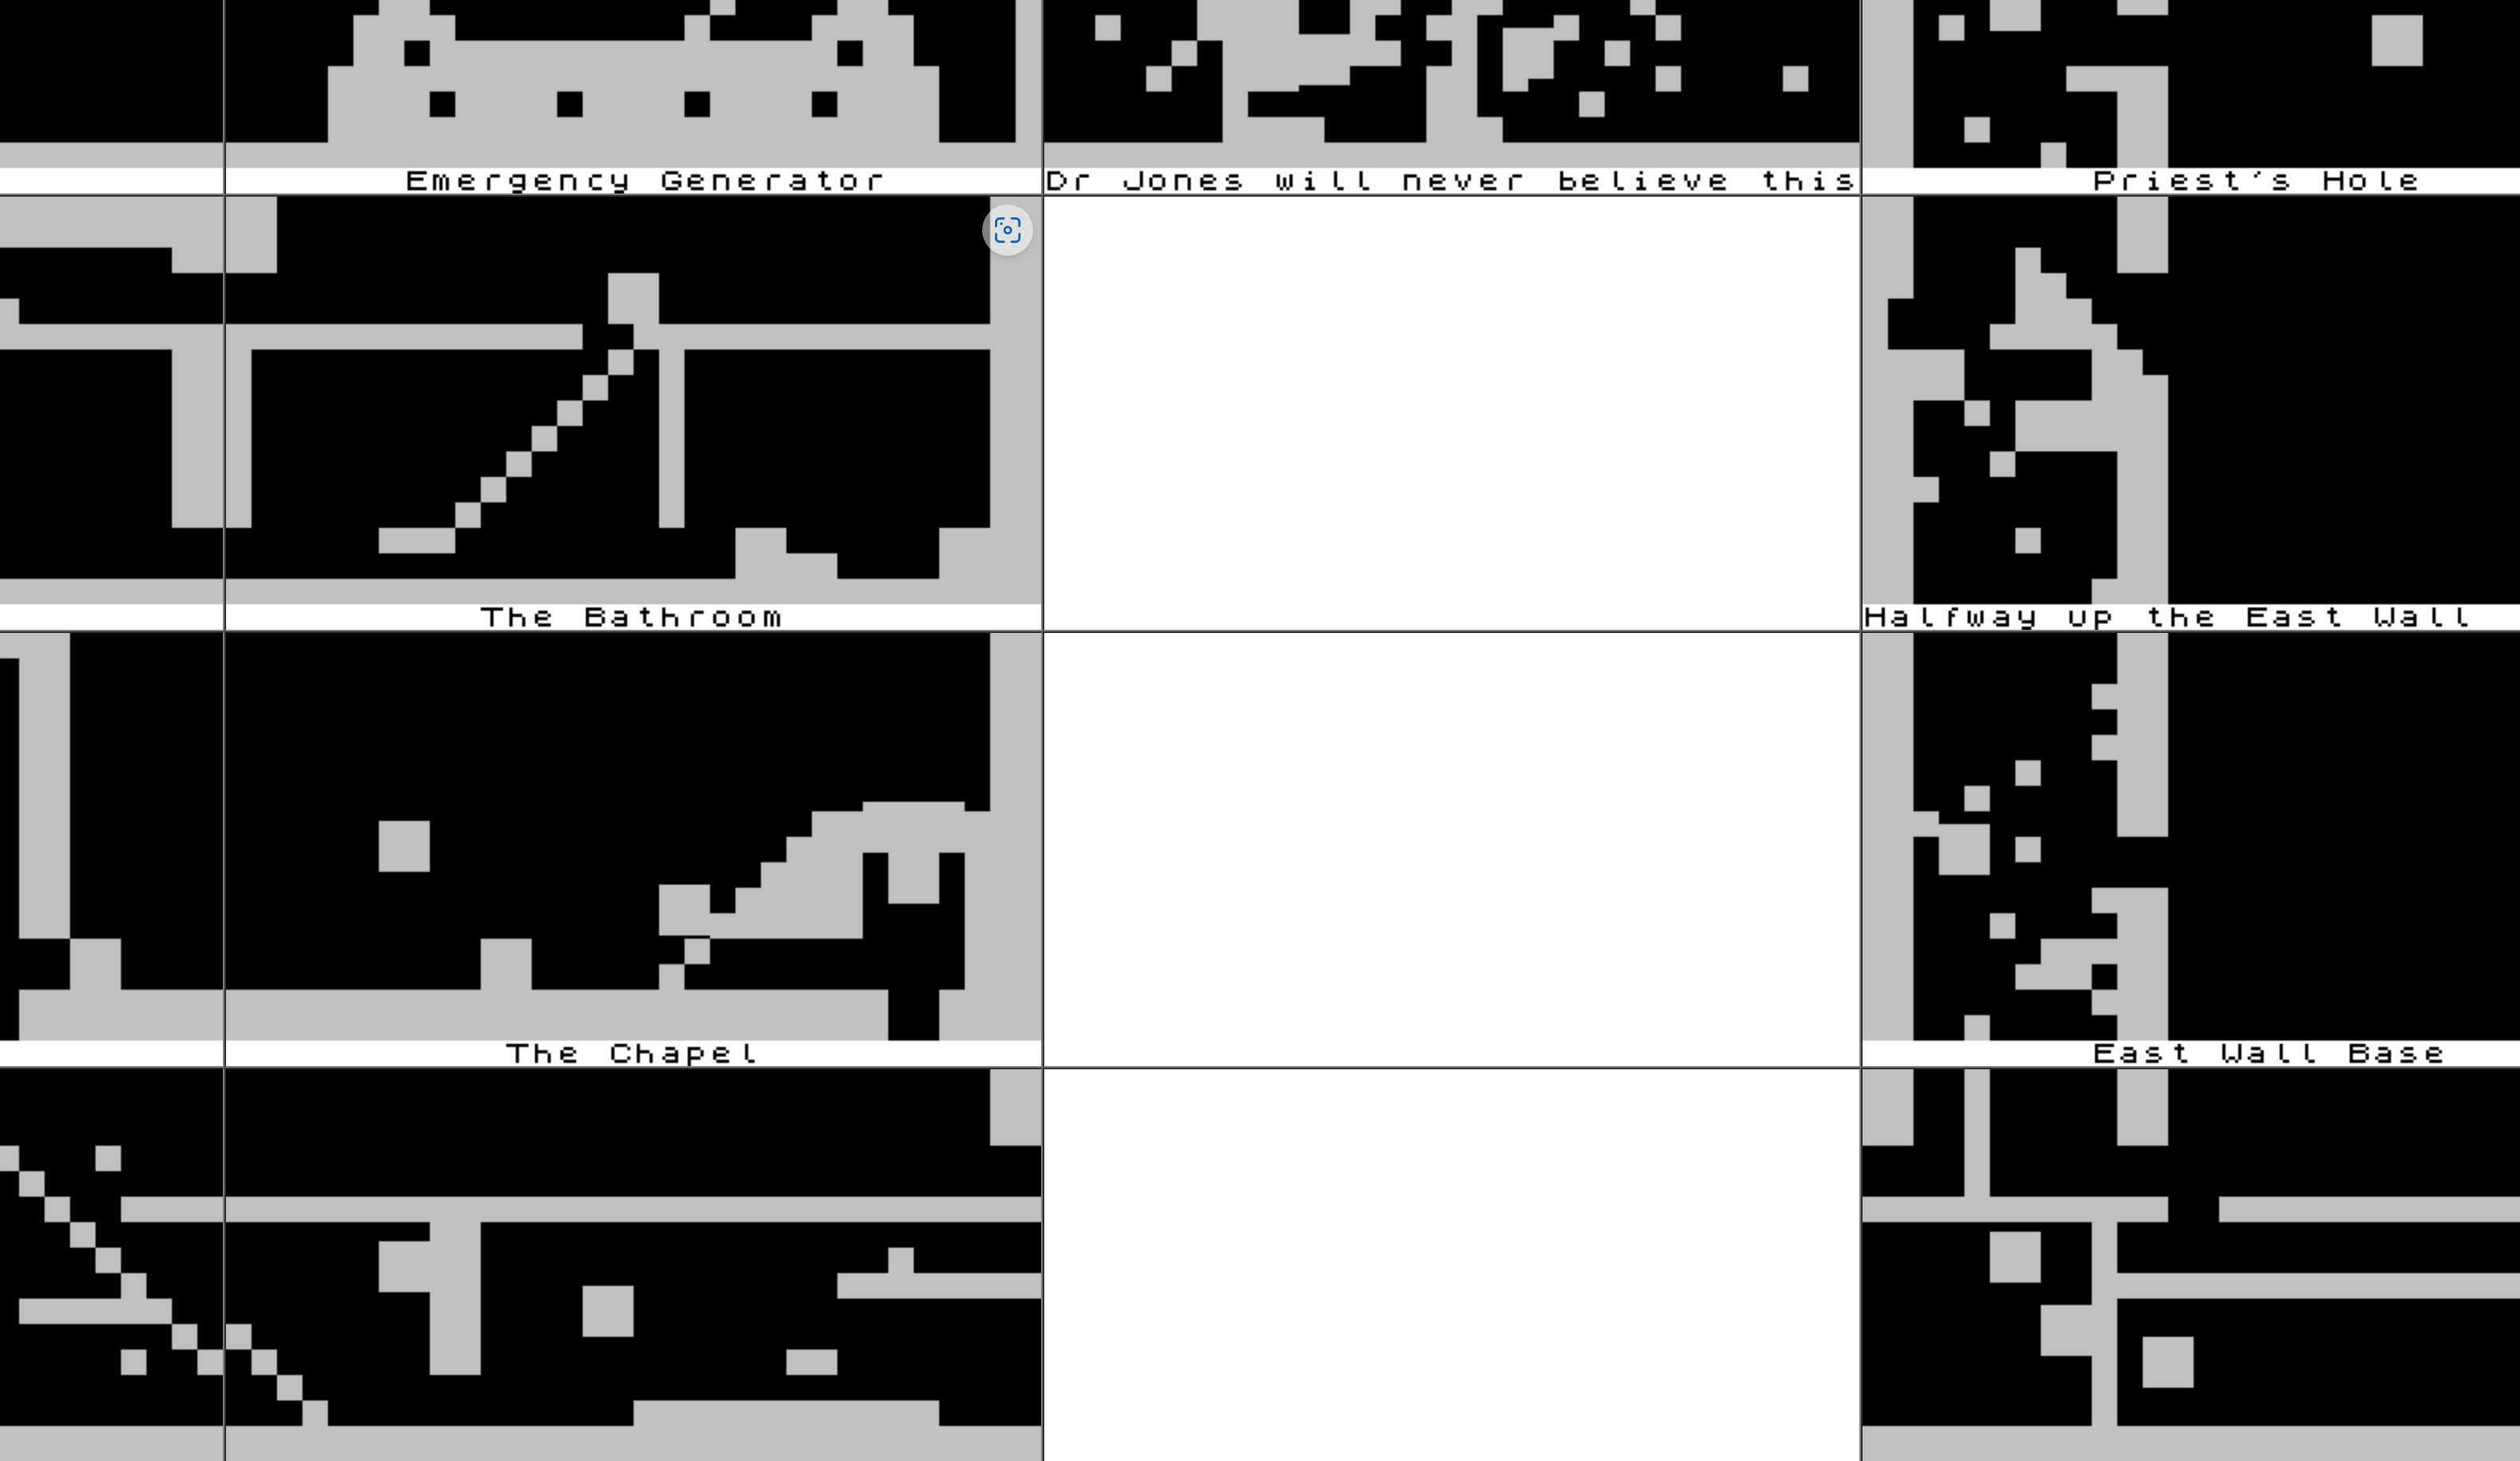 Emergency Generator
Dr Jones will never believe this
Priest's Hole
The Bathroom
Halfway up the East Wall
The Chapel
East Wall Base